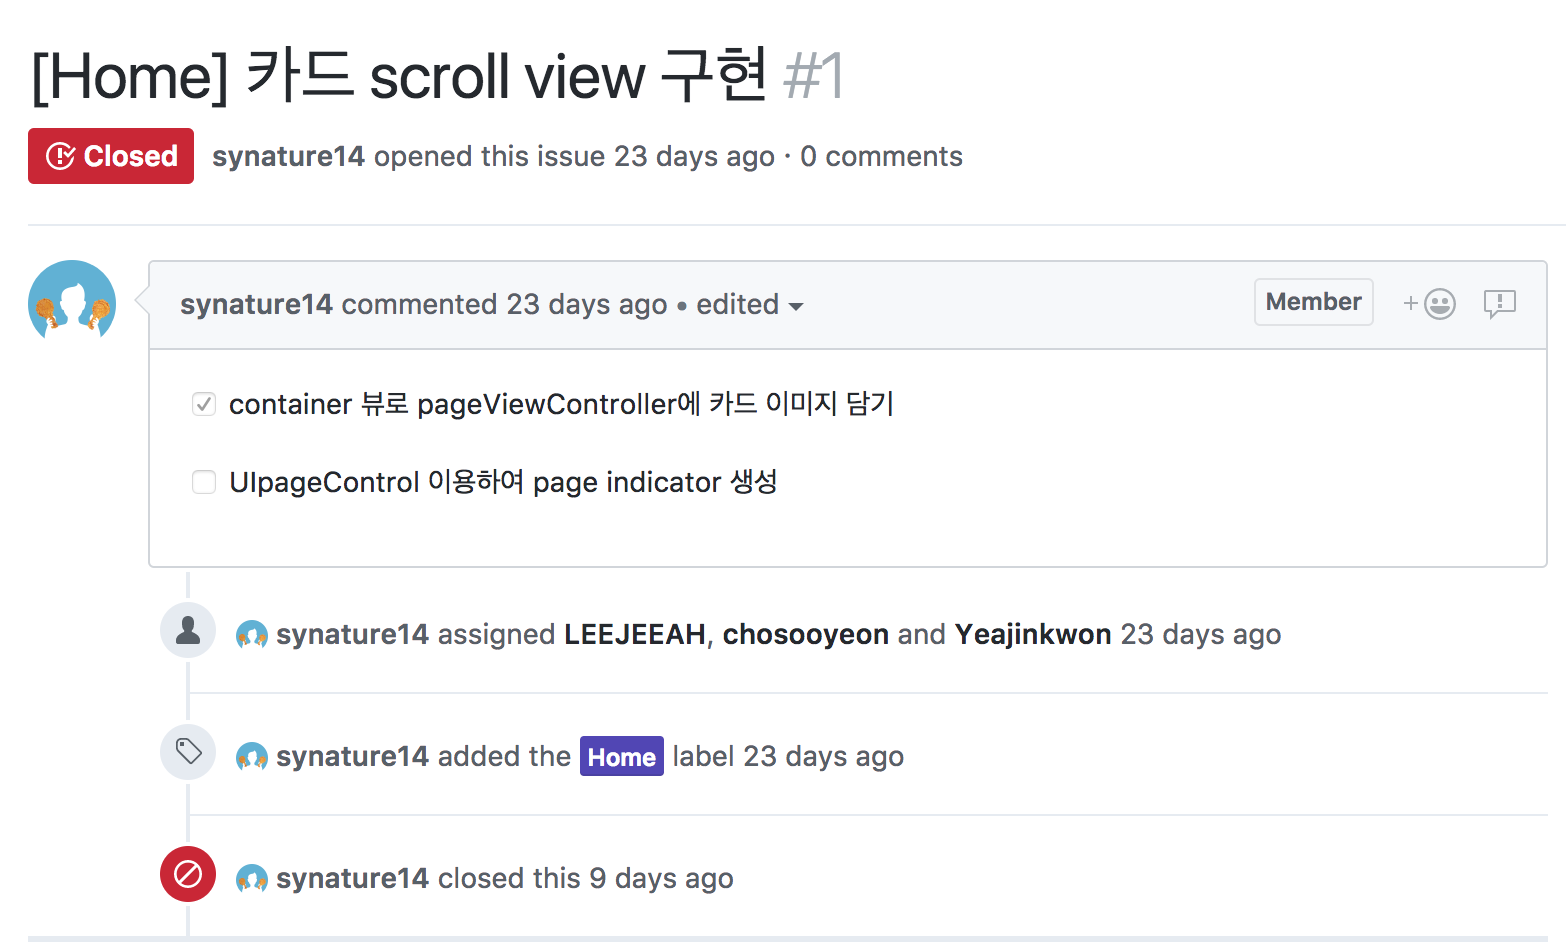 [Home] 카드 scroll view 구현 #1
Closed synature14 opened this issue 23 days ago · 0 comments
synature14 commented 23 days ago • edited Member
container 뷰로 pageViewController에 카드 이미지 담기
UIpageControl 이용하여 page indicator 생성
synature14 assigned LEEJEEAH, chosooyeon and Yeajinkwon 23 days ago
synature14 added the Home label 23 days ago
synature14 closed this 9 days ago